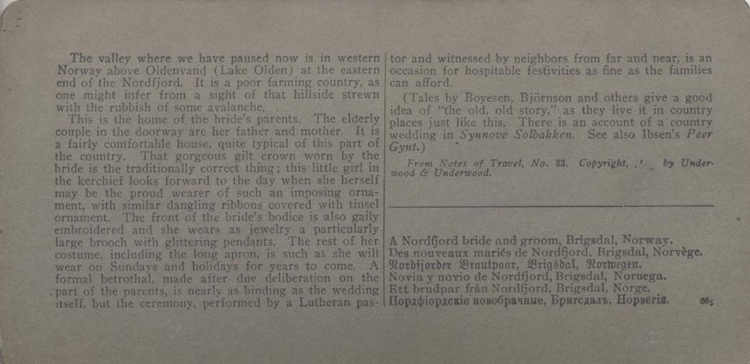 The valley where we have paused now is in western
Norway above Oldenvand (Lake Olden) at the eastern
end of the Nordfjord. It is a poor farming country, as
one might infer from a sight of that hillside strewn
with the rubbish of some avalanche.
This is the home of the bride's parents. The elderly
couple in the doorway are her father and mother. It is
a fairly comfortable house, quite typical of this part of
the country. That gorgeous gilt crown worn by the
bride is the traditionally correct thing; this little girl in
the kerchief looks forward to the day when she herself
may be the proud wearer of such an imposing orna-
ment, with similar dangling ribbons covered with tinsel
ornament. The front of the bride's bodice is also gaily
embroidered and she wears as jewelry a particularly
large brooch with glittering pendants. The rest of her
costume, including the long apron, is such as she will
wear on Sundays and holidays for years to come. A
formal betrothal, made after due deliberation on the
part of the parents, is nearly as binding as the wedding
itself, but the ceremony, performed by a Lutheran pas-
tor and witnessed by neighbors from far and near, is an
occasion for hospitable festivities as fine as the families
can afford.
(Tales by Boyesen, Björnson and others give a good
idea of "the old, old story," as they live it in country
places just like this. There is an account of a country
wedding in Synnove Solbakken. See also Ibsen's Peer
Gynt.)
From Notes of Travel, No. 33. Copyright, by Under-
wood & Underwood.
A Nordfjord bride and groom, Brigsdal, Norway.
Des nouveaux mariés de Nordfjord, Brigsdal, Norvège.
Nordfjorder Brautpaar, Brigsdal, Norwegen.
Novia y novio de Nordfjord, Brigsdal, Noruega.
Ett brudpar från Nordfjord, Brigsdal, Norge.
Нордфіордскіе новобрачные, Бригсдаль, Норвегія. 665